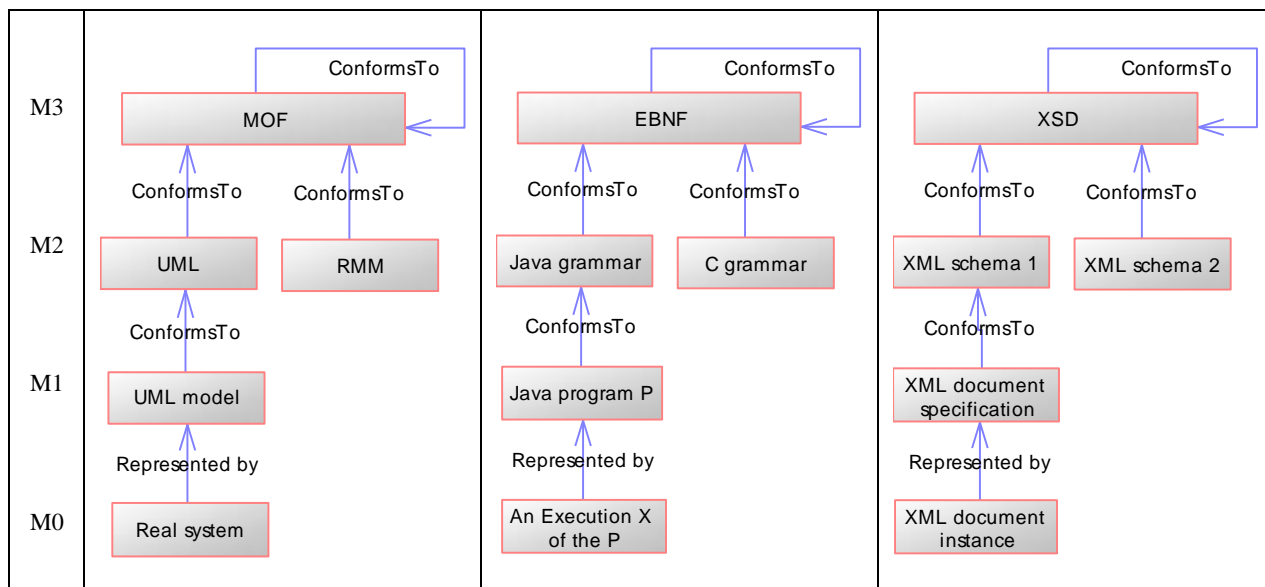 ConformsTo
ConformsTo
ConformsTo
M3
MOF
EBNF
XSD
ConformsTo
ConformsTo
ConformsTo
ConformsTo
ConformsTo
ConformsTo
M2
UML
RMM
Java grammar
C grammar
XML schema 1
XML schema 2
ConformsTo
ConformsTo
ConformsTo
M1
UML model
Java program P
XML document
specification
Represented by
Represented by
Represented by
M0
Real system
An Execution X
of the P
XML document
instance